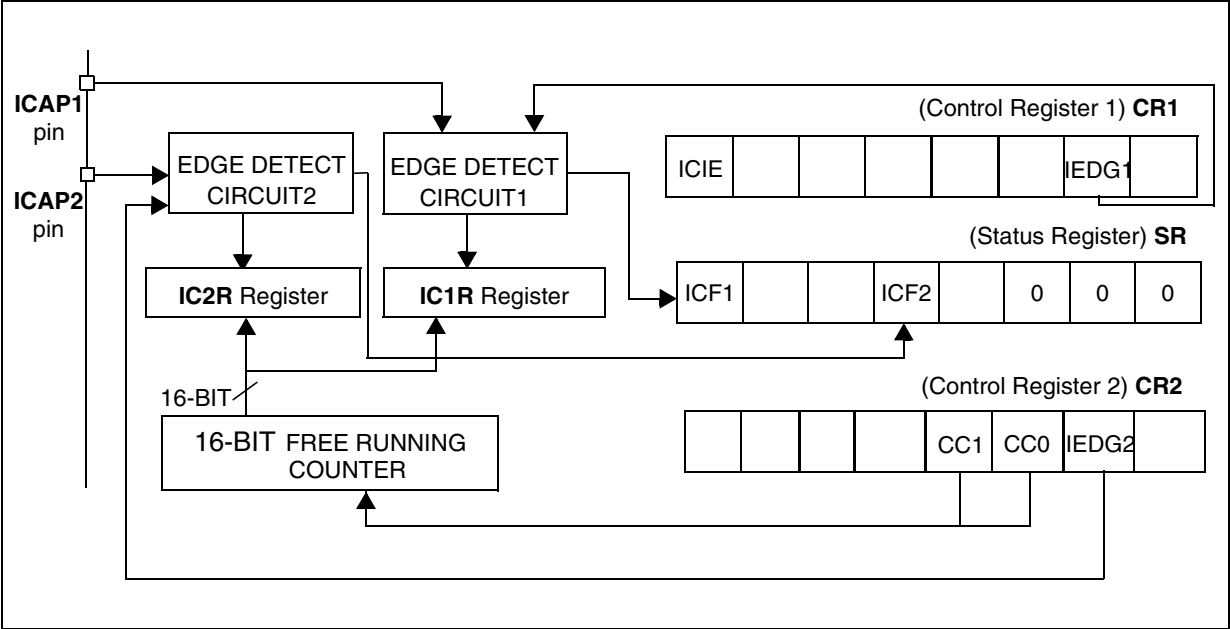 ICAP1
pin
ICAP2
pin
EDGE DETECT
CIRCUIT2
EDGE DETECT
CIRCUIT1
(Control Register 1) CR1
ICIE
IEDG1
(Status Register) SR
IC2R Register
IC1R Register
ICF1
ICF2
0
0
0
16-BIT
16-BIT FREE RUNNING
COUNTER
(Control Register 2) CR2
CC1
CC0
IEDG2